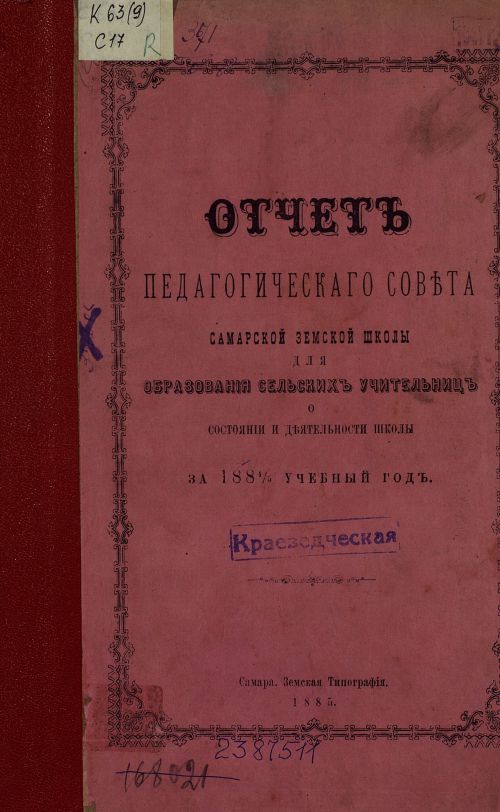 К 63(9)
С17 R
ОТЧЕТЪ
ПЕДАГОГИЧЕСКАГО СОВѢТА
САМАРСКОЙ ЗЕМСКОЙ ШКОЛЫ
ДЛЯ
ОБРАЗОВАНІЯ СЕЛЬСКИХЪ УЧИТЕЛЬНИЦЪ
О
СОСТОЯНІИ И ДѢЯТЕЛЬНОСТИ ШКОЛЫ
ЗА 188⁴/₅ УЧЕБНЫЙ ГОДЪ.
Краеведческая
Самара. Земская Типографія.
1885.
2387511
168021